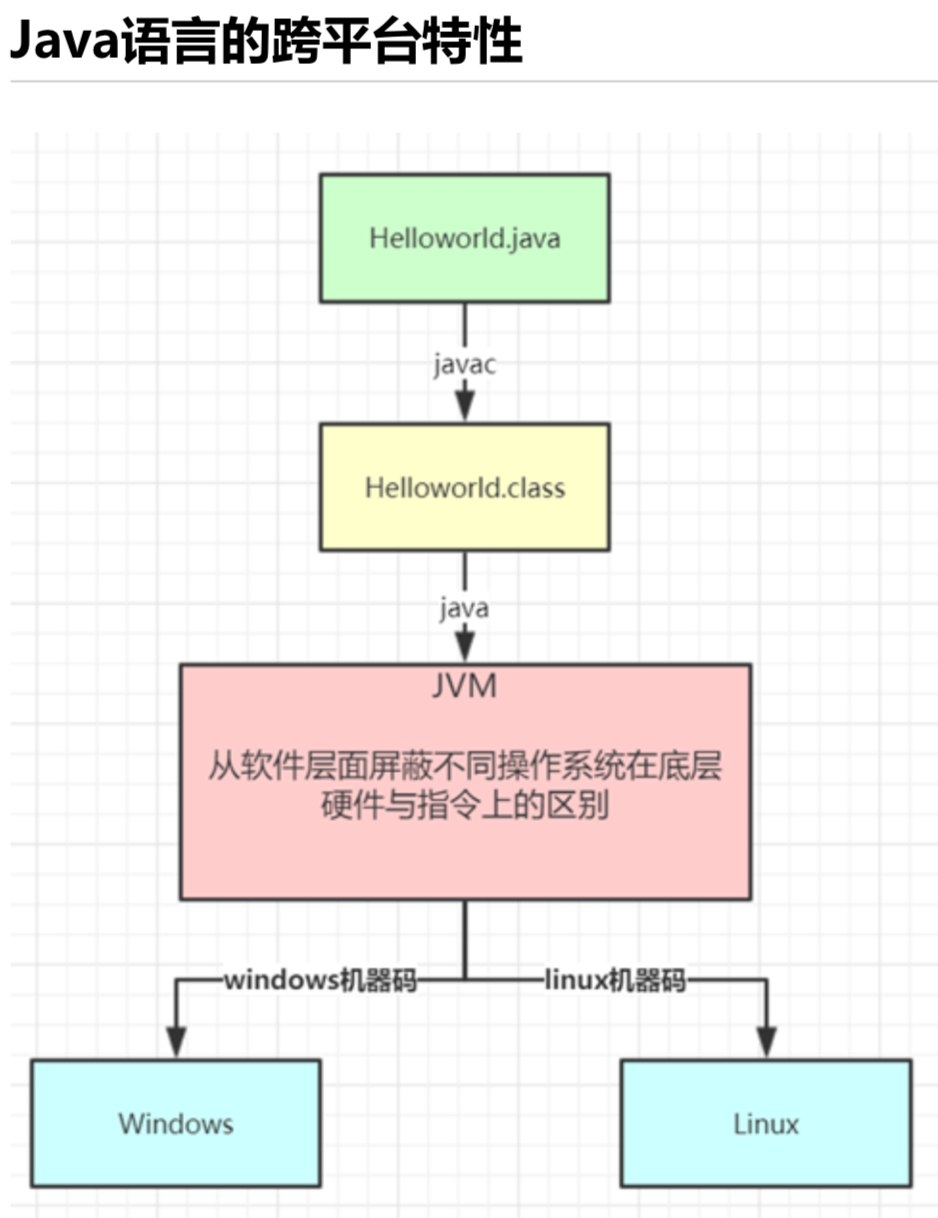 Java语言的跨平台特性
Helloworld.java
javac
Helloworld.class
java
JVM
从软件层面屏蔽不同操作系统在底层
硬件与指令上的区别
windows机器码
linux机器码
Windows
Linux